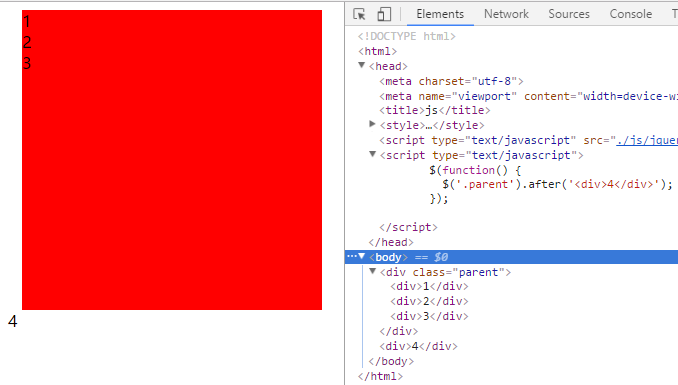 1
2
3
4
Elements Network Sources Console T
<!DOCTYPE html>
<html>
<head>
<meta charset="utf-8">
<meta name="viewport" content="width=device-wi
<title>js</title>
<style>…</style>
<script type="text/javascript" src="./js/jquer
<script type="text/javascript">
$(function() {
$('.parent').after('<div>4</div>');
});
</script>
</head>
…<body> == $0
<div class="parent">
<div>1</div>
<div>2</div>
<div>3</div>
</div>
<div>4</div>
</body>
</html>